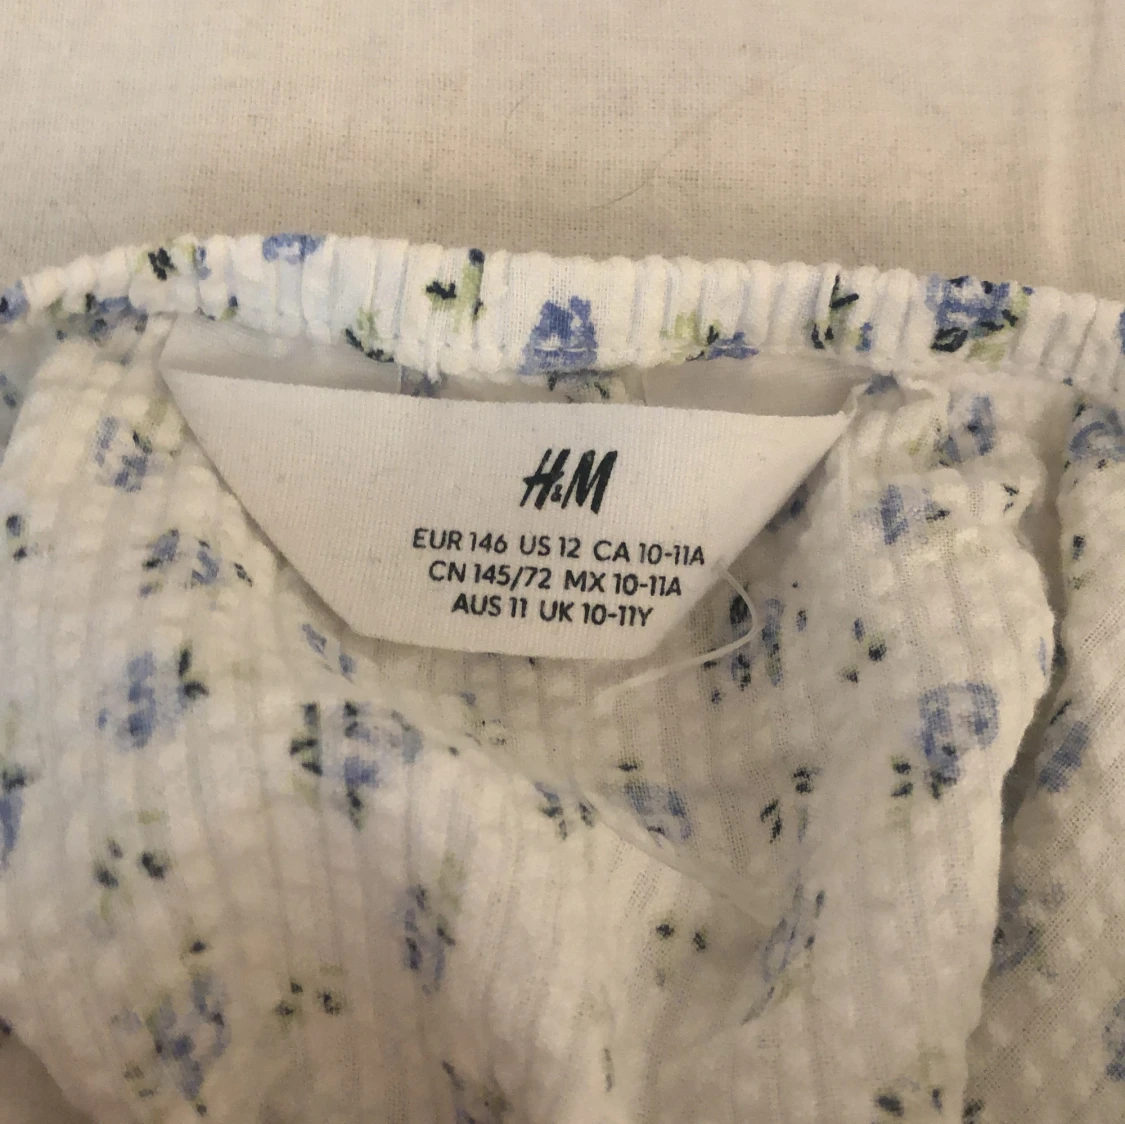 H&M
EUR 146 US 12 CA 10-11A
CN 145/72 MX 10-11A
AUS 11 UK 10-11Y